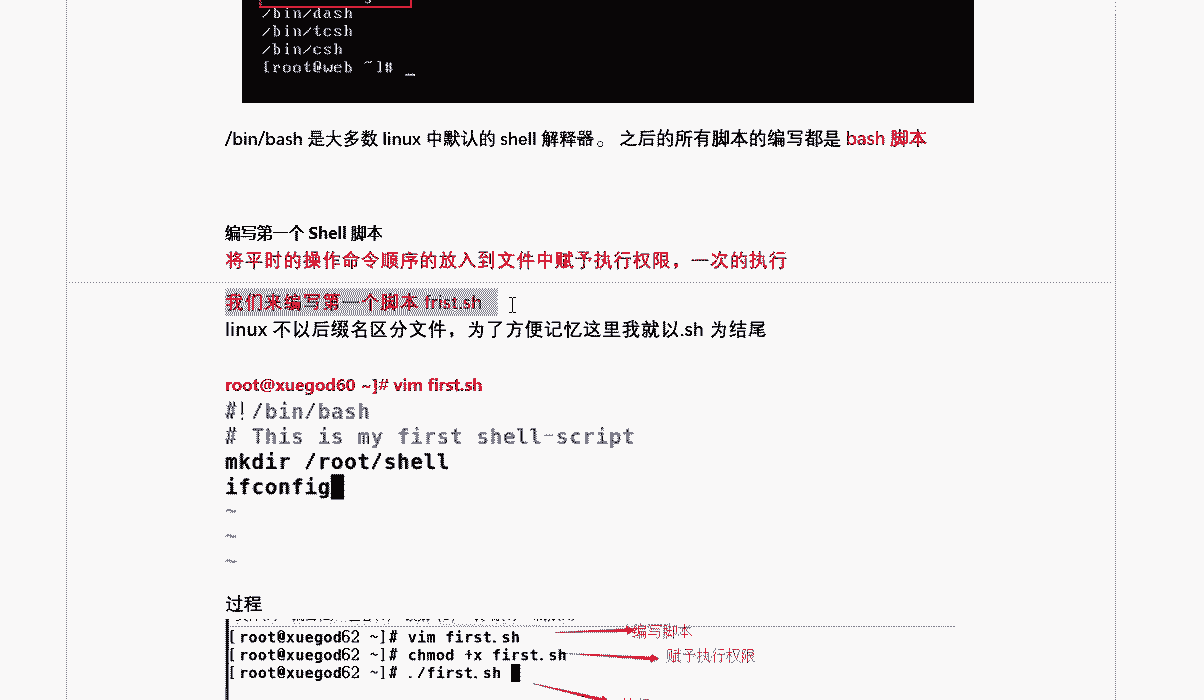 /bin/dash
/bin/tcsh
/bin/csh
[root@web ~]# _
/bin/bash 是大多数 linux 中默认的 shell 解释器。 之后的所有脚本的编写都是 bash 脚本
编写第一个 Shell 脚本
将平时的操作命令顺序的放入到文件中赋予执行权限，一次的执行
我们来编写第一个脚本 frist.sh
linux 不以后缀名区分文件，为了方便记忆这里我就以.sh 为结尾
root@xuegod60 ~]# vim first.sh
#!/bin/bash
# This is my first shell-script
mkdir /root/shell
ifconfig
~
~
~
过程
[root@xuegod62 ~]# vim first.sh 编写脚本
[root@xuegod62 ~]# chmod +x first.sh 赋予执行权限
[root@xuegod62 ~]# ./first.sh